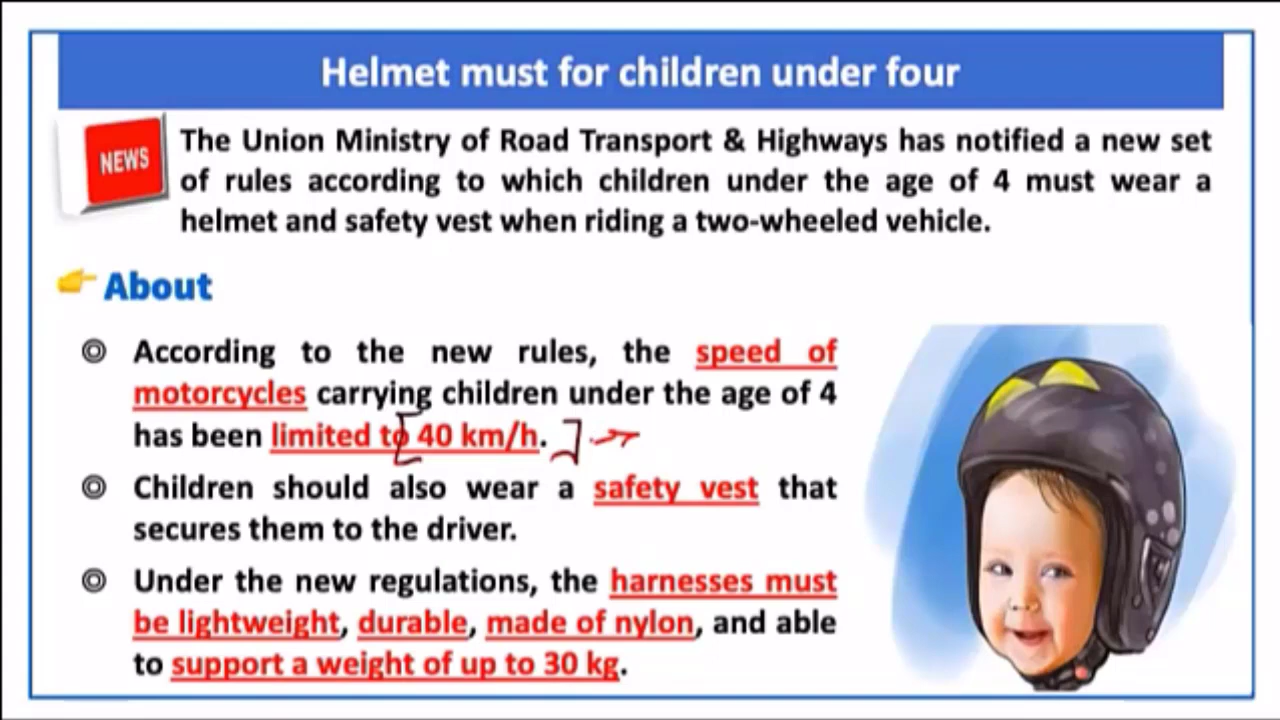 Helmet must for children under four
NEWS
The Union Ministry of Road Transport & Highways has notified a new set
of rules according to which children under the age of 4 must wear a
helmet and safety vest when riding a two-wheeled vehicle.
About
According to the new rules, the speed of
motorcycles carrying children under the age of 4
has been limited to 40 km/h.
Children should also wear a safety vest that
secures them to the driver.
Under the new regulations, the harnesses must
be lightweight, durable, made of nylon, and able
to support a weight of up to 30 kg.